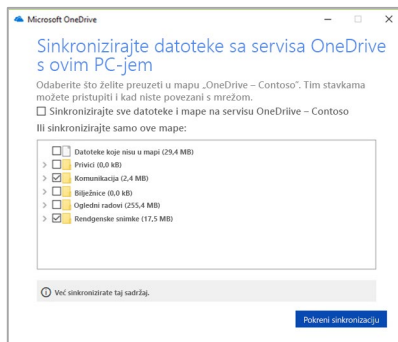 Microsoft OneDrive
Sinkronizirajte datoteke sa servisa OneDrive
s ovim PC-jem
Odaberite što želite preuzeti u mapu „OneDrive – Contoso”. Tim stavkama
možete pristupiti i kad niste povezani s mrežom.
Sinkronizirajte sve datoteke i mape na servisu OneDriive – Contoso
Ili sinkronizirajte samo ove mape:
Datoteke koje nisu u mapi (29,4 MB)
Privici (0,0 kB)
Komunikacija (2,4 MB)
Bilježnice (0,0 kB)
Ogledni radovi (255,4 MB)
Rendgenske snimke (17,5 MB)
Već sinkronizirate taj sadržaj.
Pokreni sinkronizaciju